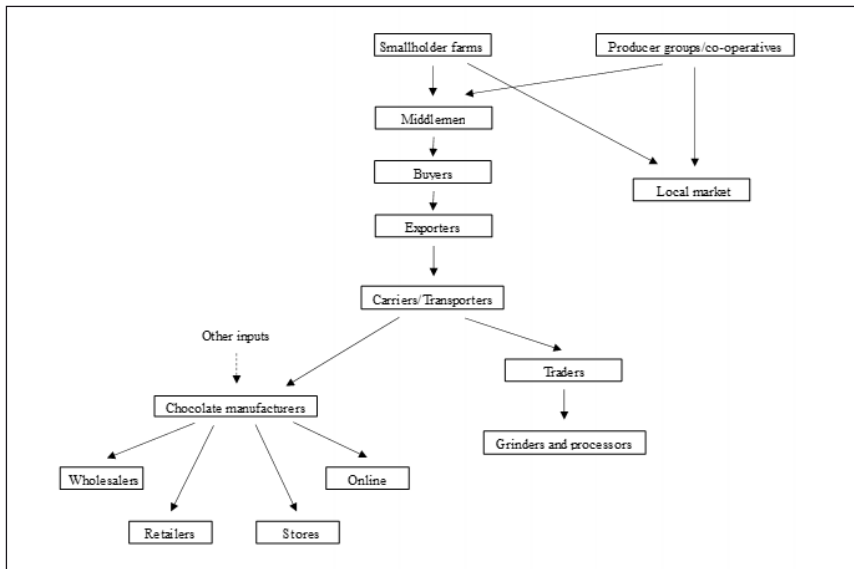 Smallholder farms
Producer groups/co-operatives
Middlemen
Buyers
Local market
Exporters
Carriers/Transporters
Other inputs
Traders
Chocolate manufacturers
Grinders and processors
Wholesalers
Online
Retailers
Stores